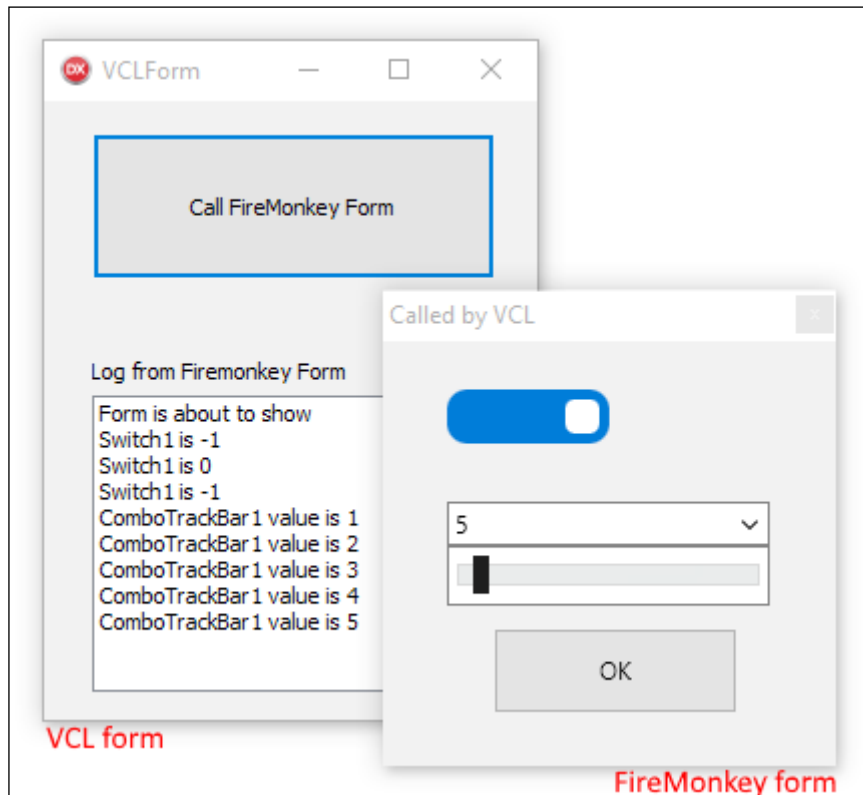 DX VCLForm
Call FireMonkey Form
Called by VCL
Log from Firemonkey Form
Form is about to show
Switch1 is -1
Switch1 is 0
Switch1 is -1
ComboTrackBar1 value is 1
ComboTrackBar1 value is 2
ComboTrackBar1 value is 3
ComboTrackBar1 value is 4
ComboTrackBar1 value is 5
5
OK
VCL form
FireMonkey form